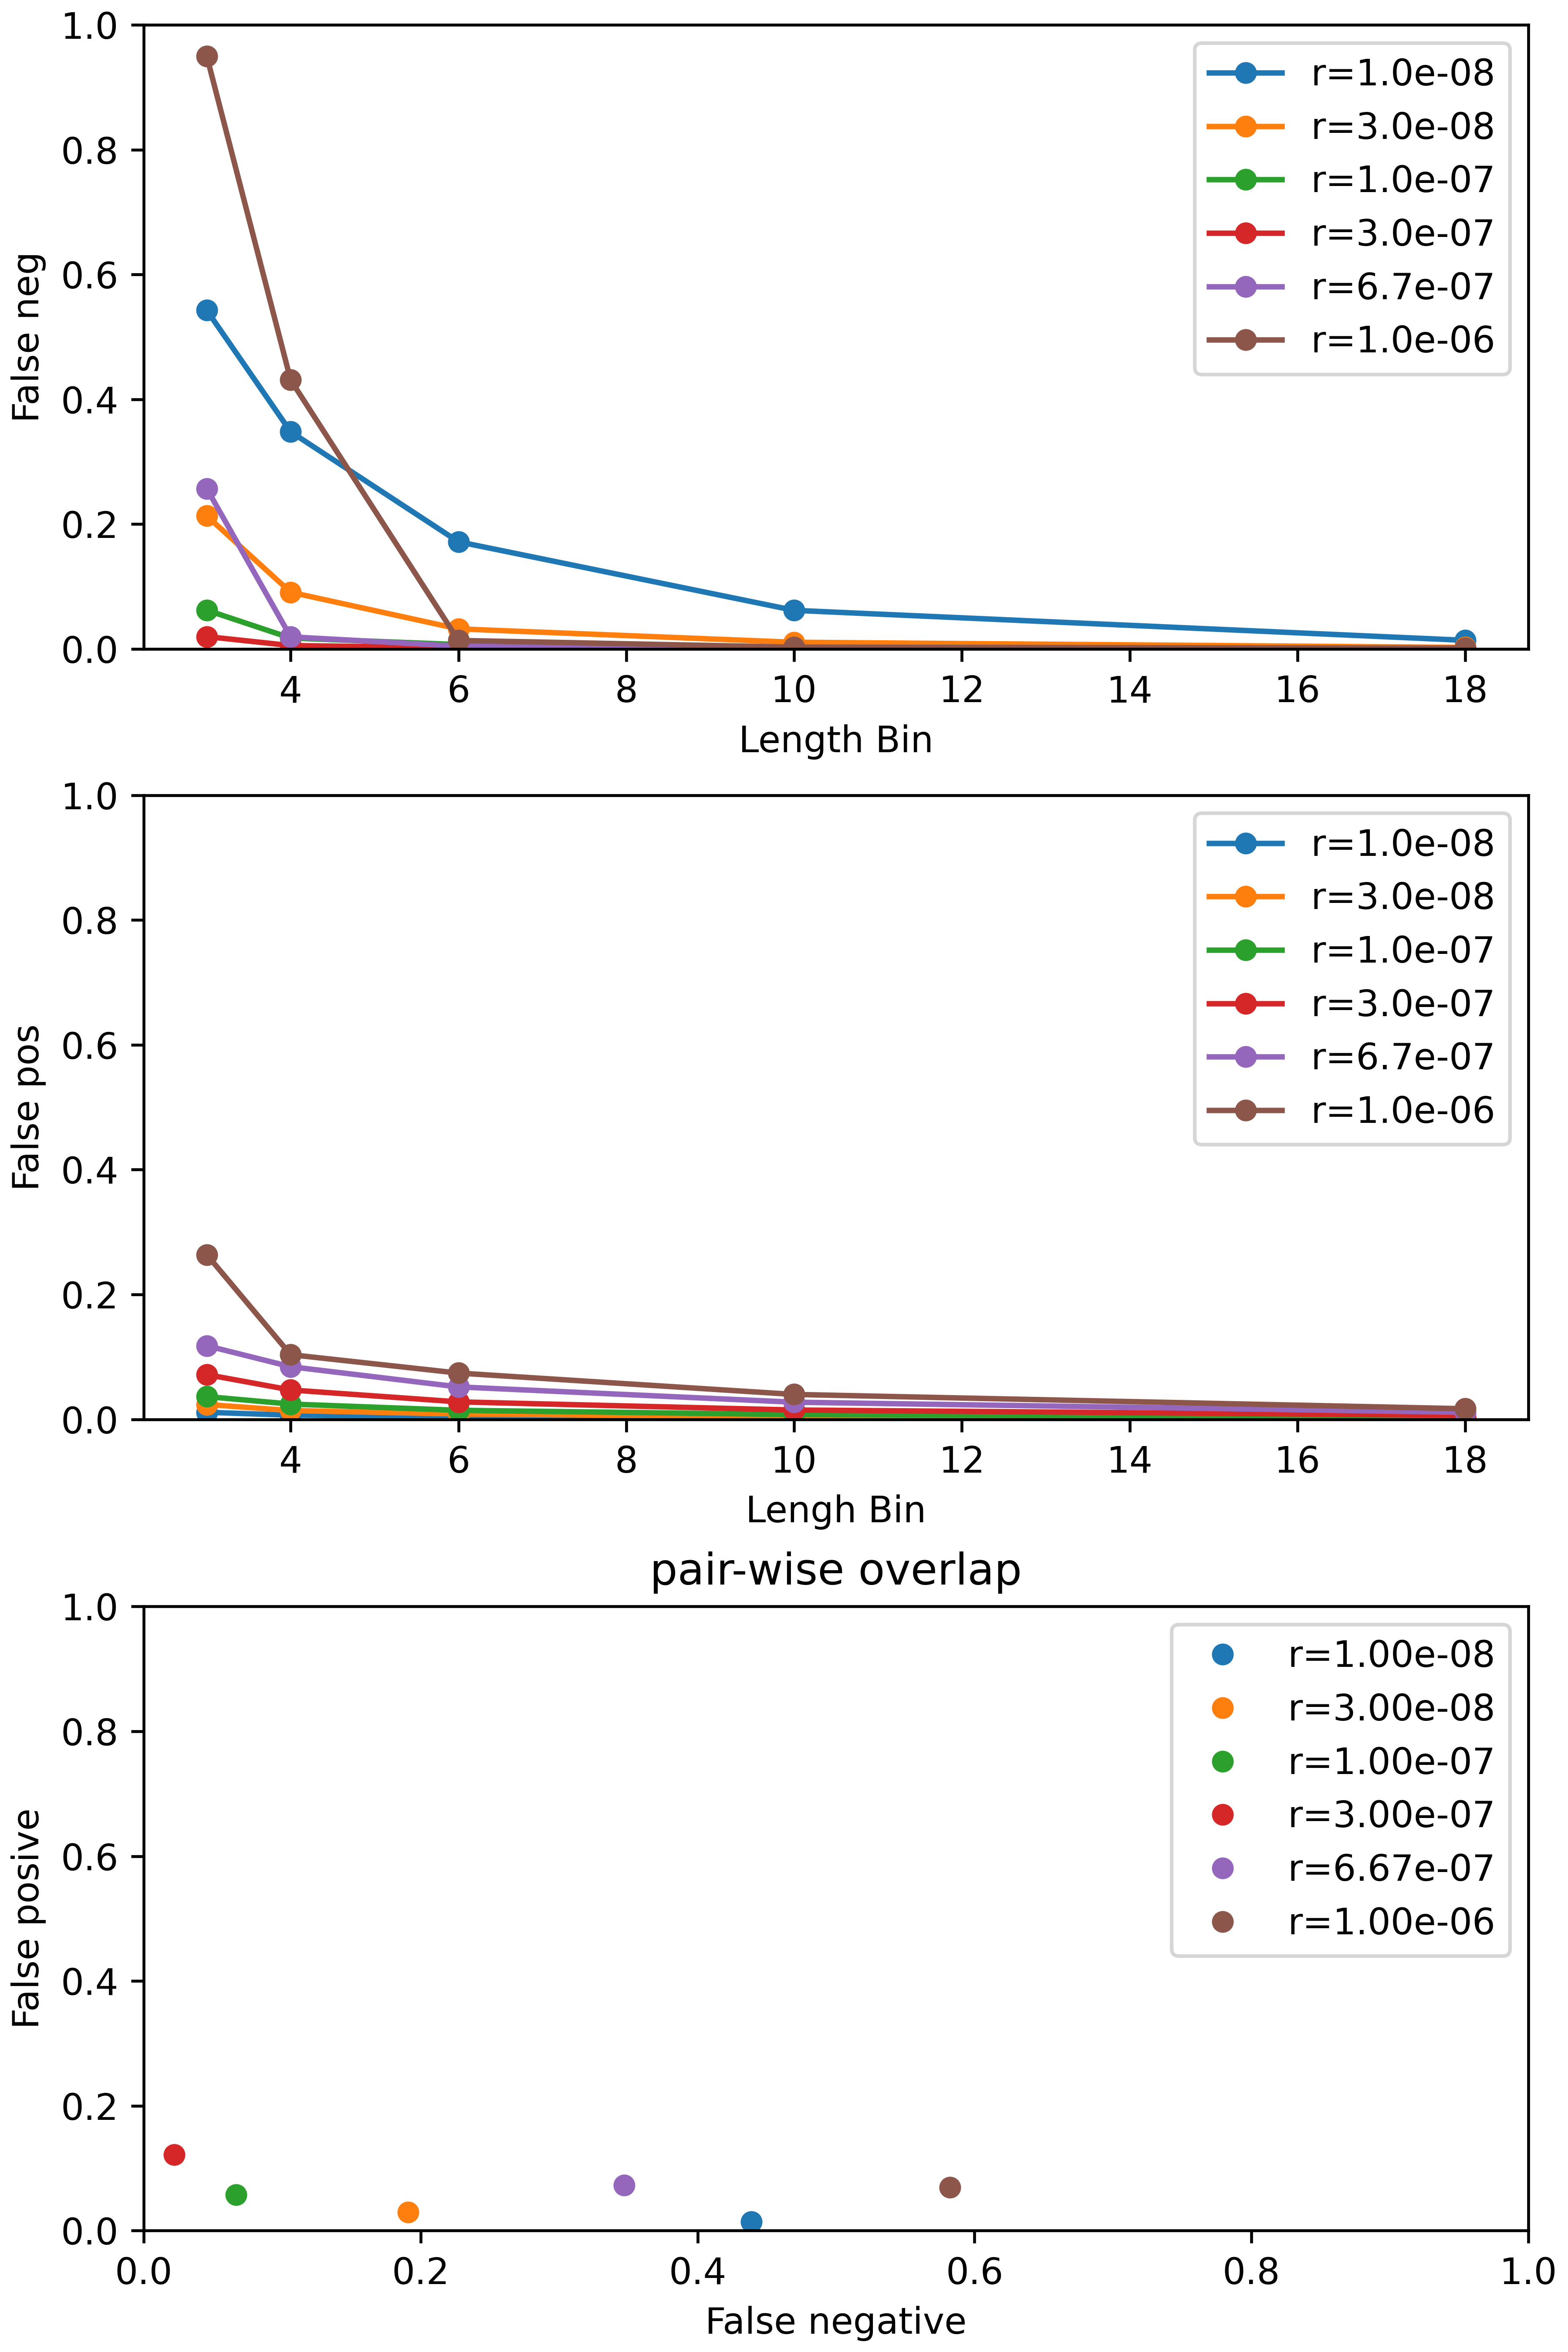 1.0
0.8
0.6
0.4
0.2
0.0
False neg
r=1.0e-08
r=3.0e-08
r=1.0e-07
r=3.0e-07
r=6.7e-07
r=1.0e-06
4 6 8 10 12 14 16 18
Length Bin
1.0
0.8
0.6
0.4
0.2
0.0
False pos
r=1.0e-08
r=3.0e-08
r=1.0e-07
r=3.0e-07
r=6.7e-07
r=1.0e-06
4 6 8 10 12 14 16 18
Lengh Bin
pair-wise overlap
1.0
0.8
0.6
0.4
0.2
0.0
False posive
r=1.00e-08
r=3.00e-08
r=1.00e-07
r=3.00e-07
r=6.67e-07
r=1.00e-06
0.0 0.2 0.4 0.6 0.8 1.0
False negative